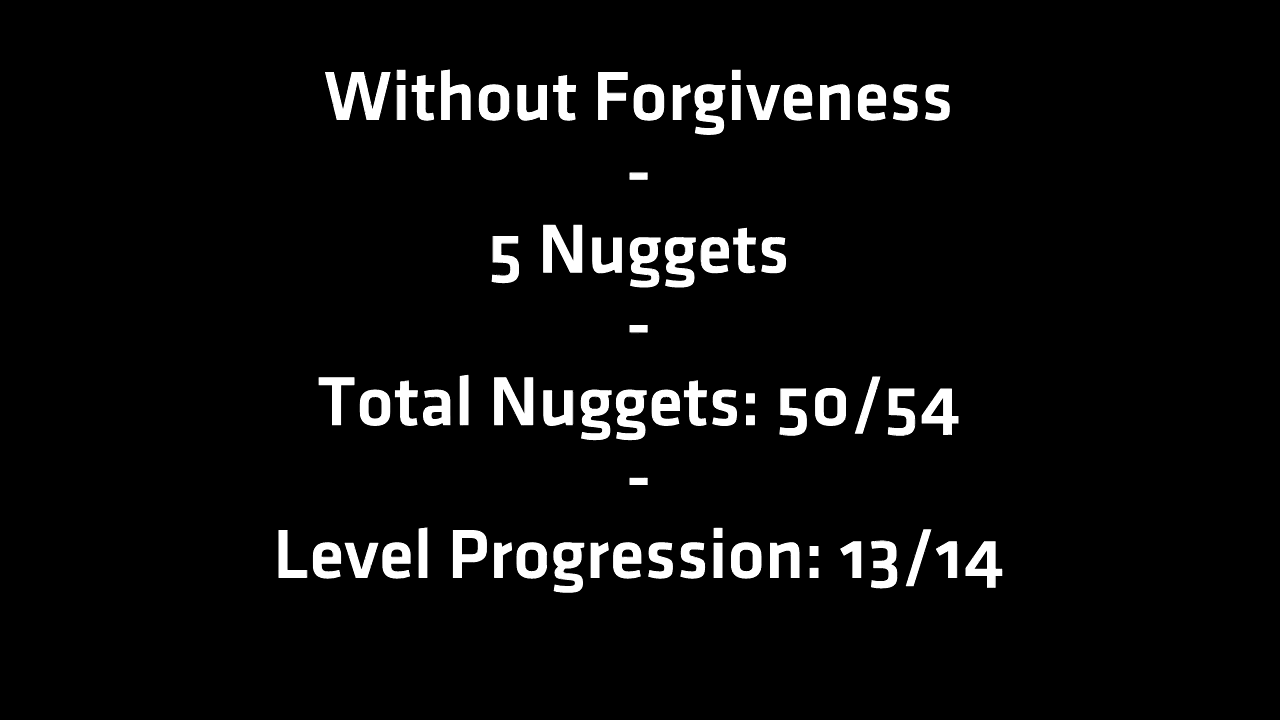 Without Forgiveness
-
5 Nuggets
-
Total Nuggets: 50/54
-
Level Progression: 13/14